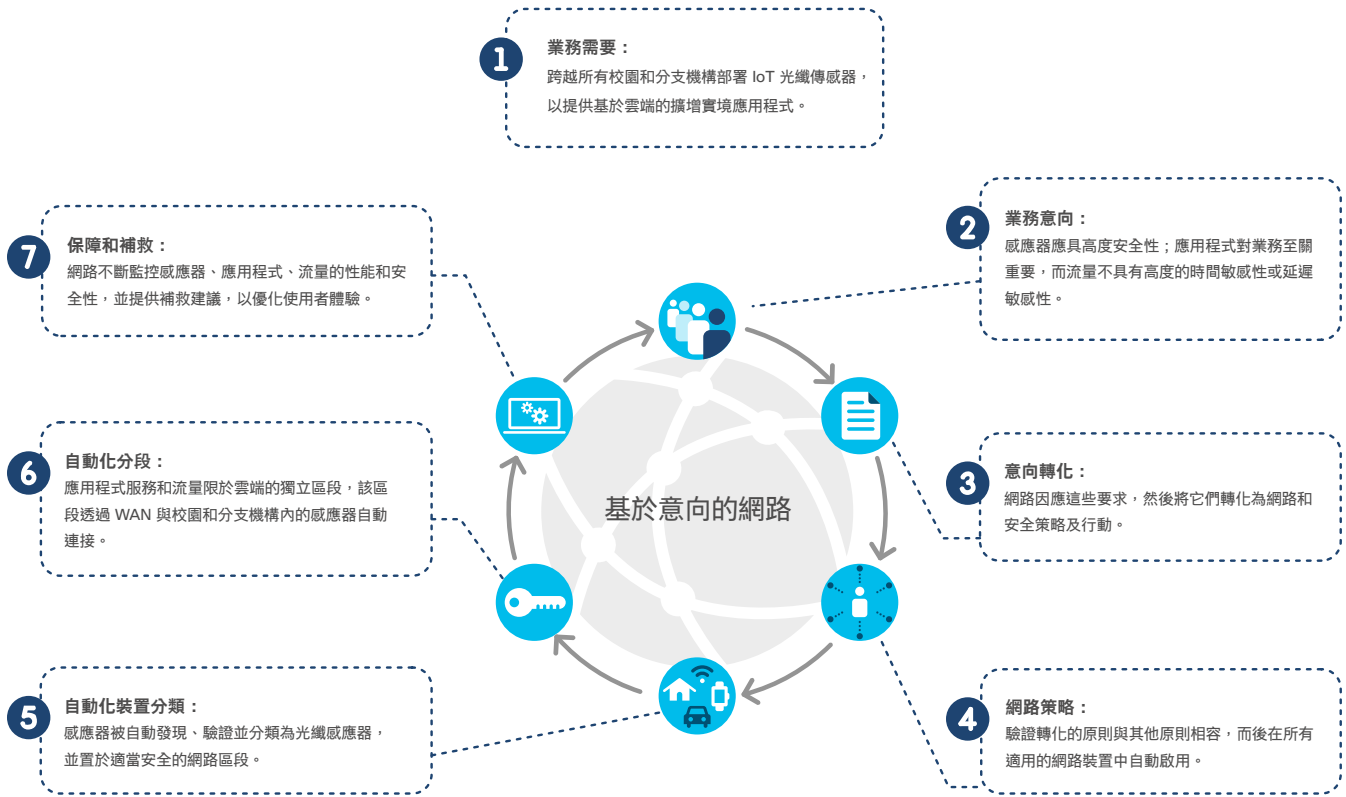 1
業務需要：
跨越所有校園和分支機構部署 IoT 光纖傳感器，
以提供基於雲端的擴增實境應用程式。
2
業務意向：
感應器應具高度安全性；應用程式對業務至關
重要，而流量不具有高度的時間敏感性或延遲
敏感性。
3
意向轉化：
網路因應這些要求，然後將它們轉化為網路和
安全策略及行動。
4
網路策略：
驗證轉化的原則與其他原則相容，而後在所有
適用的網路裝置中自動啟用。
5
自動化裝置分類：
感應器被自動發現、驗證並分類為光纖感應器，
並置於適當安全的網路區段。
6
自動化分段：
應用程式服務和流量限於雲端的獨立區段，該區
段透過 WAN 與校園和分支機構內的感應器自動
連接。
7
保障和補救：
網路不斷監控感應器、應用程式、流量的性能和安
全性，並提供補救建議，以優化使用者體驗。
基於意向的網路